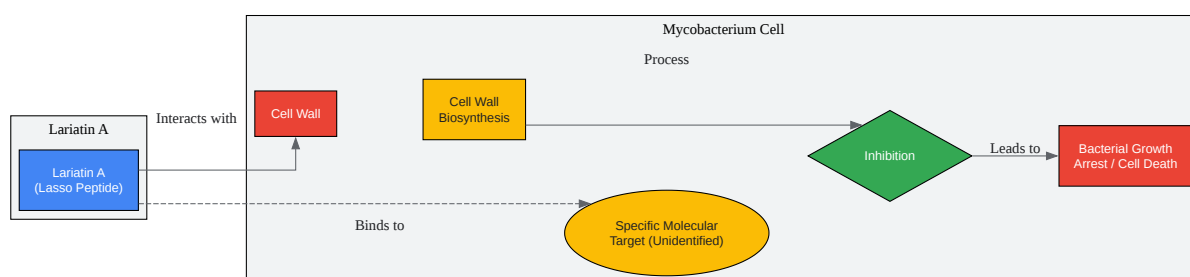 Mycobacterium Cell
Process
Cell Wall
Cell Wall
Biosynthesis
Interacts with
Lariatin A
Lariatin A
(Lasso Peptide)
Inhibition
Leads to
Bacterial Growth
Arrest / Cell Death
Binds to
Specific Molecular
Target (Unidentified)